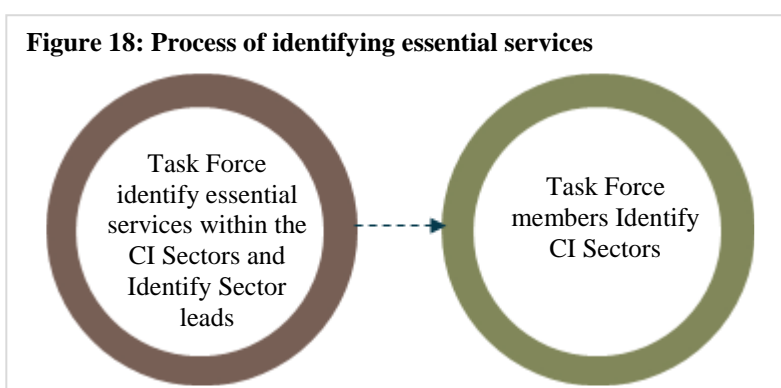 Figure 18: Process of identifying essential services
Task Force
identify essential
services within the
CI Sectors and
Identify Sector
leads
Task Force
members Identify
CI Sectors